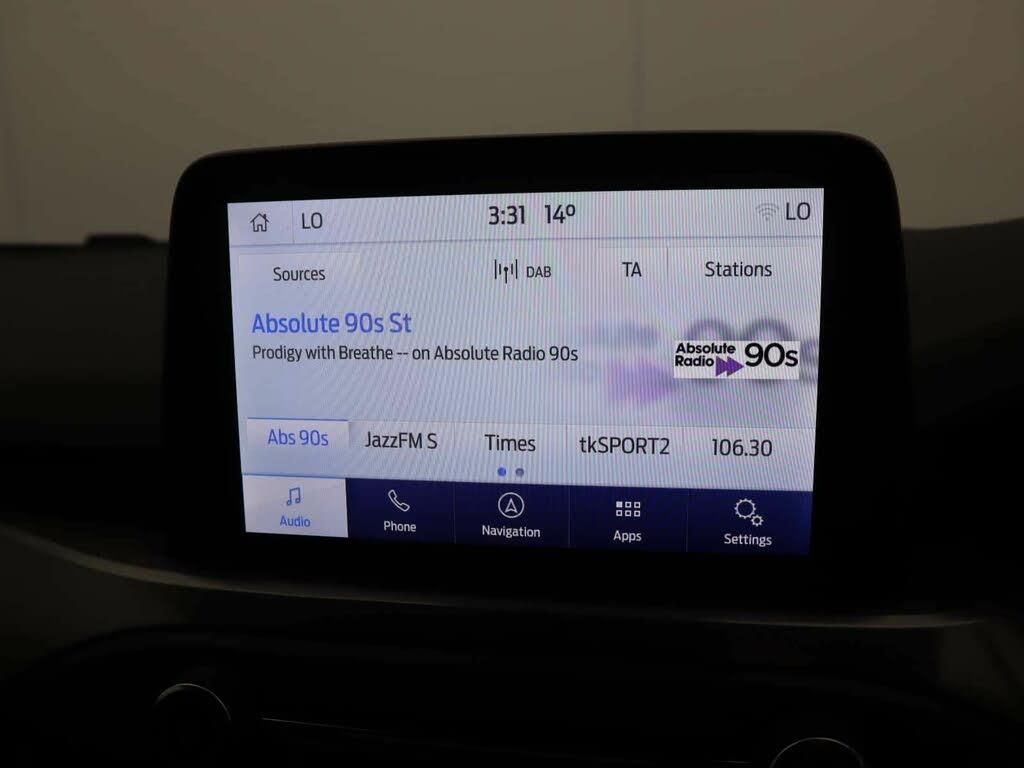 LO 3:31 14° LO
Sources DAB TA Stations
Absolute 90s St
Prodigy with Breathe -- on Absolute Radio 90s
Absolute
Radio 90s
Abs 90s JazzFM S Times tkSPORT2 106.30
Audio Phone Navigation Apps Settings